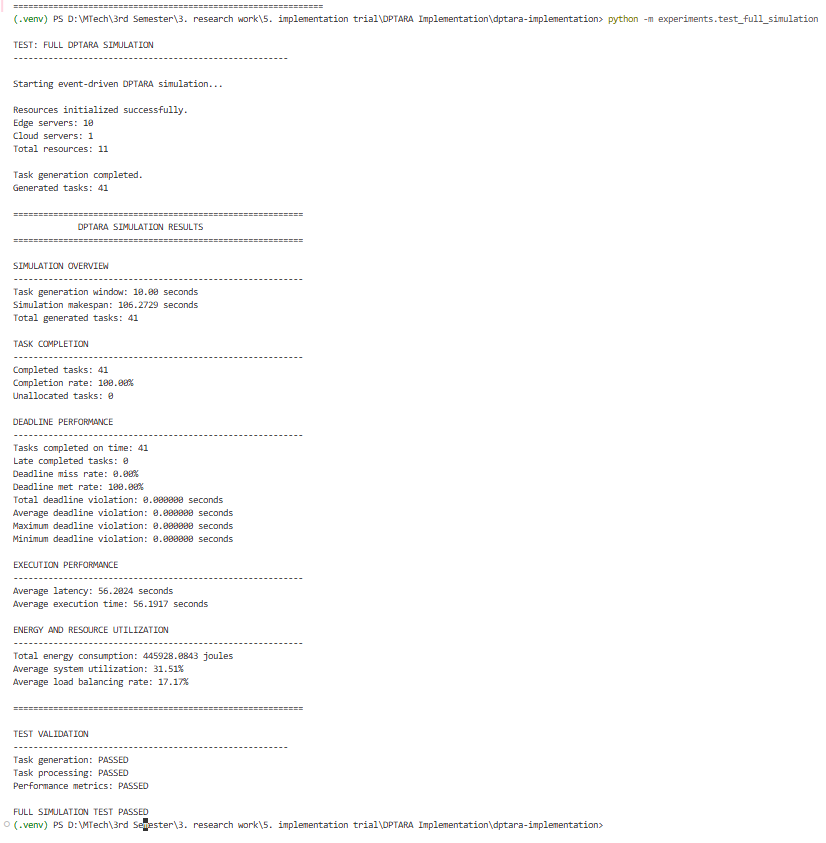 ============================================================
(.venv) PS D:\MTech\3rd Semester\3. research work\5. implementation trial\DPTARA Implementation\dptara-implementation> python -m experiments.test_full_simulation
TEST: FULL DPTARA SIMULATION
-------------------------------------------------------
Starting event-driven DPTARA simulation...
Resources initialized successfully.
Edge servers: 10
Cloud servers: 1
Total resources: 11
Task generation completed.
Generated tasks: 41
==========================================================
DPTARA SIMULATION RESULTS
==========================================================
SIMULATION OVERVIEW
----------------------------------------------------------
Task generation window: 10.00 seconds
Simulation makespan: 106.2729 seconds
Total generated tasks: 41
TASK COMPLETION
----------------------------------------------------------
Completed tasks: 41
Completion rate: 100.00%
Unallocated tasks: 0
DEADLINE PERFORMANCE
----------------------------------------------------------
Tasks completed on time: 41
Late completed tasks: 0
Deadline miss rate: 0.00%
Deadline met rate: 100.00%
Total deadline violation: 0.000000 seconds
Average deadline violation: 0.000000 seconds
Maximum deadline violation: 0.000000 seconds
Minimum deadline violation: 0.000000 seconds
EXECUTION PERFORMANCE
----------------------------------------------------------
Average latency: 56.2024 seconds
Average execution time: 56.1917 seconds
ENERGY AND RESOURCE UTILIZATION
----------------------------------------------------------
Total energy consumption: 445928.0843 joules
Average system utilization: 31.51%
Average load balancing rate: 17.17%
==========================================================
TEST VALIDATION
-------------------------------------------------------
Task generation: PASSED
Task processing: PASSED
Performance metrics: PASSED
FULL SIMULATION TEST PASSED
(.venv) PS D:\MTech\3rd Semester\3. research work\5. implementation trial\DPTARA Implementation\dptara-implementation>